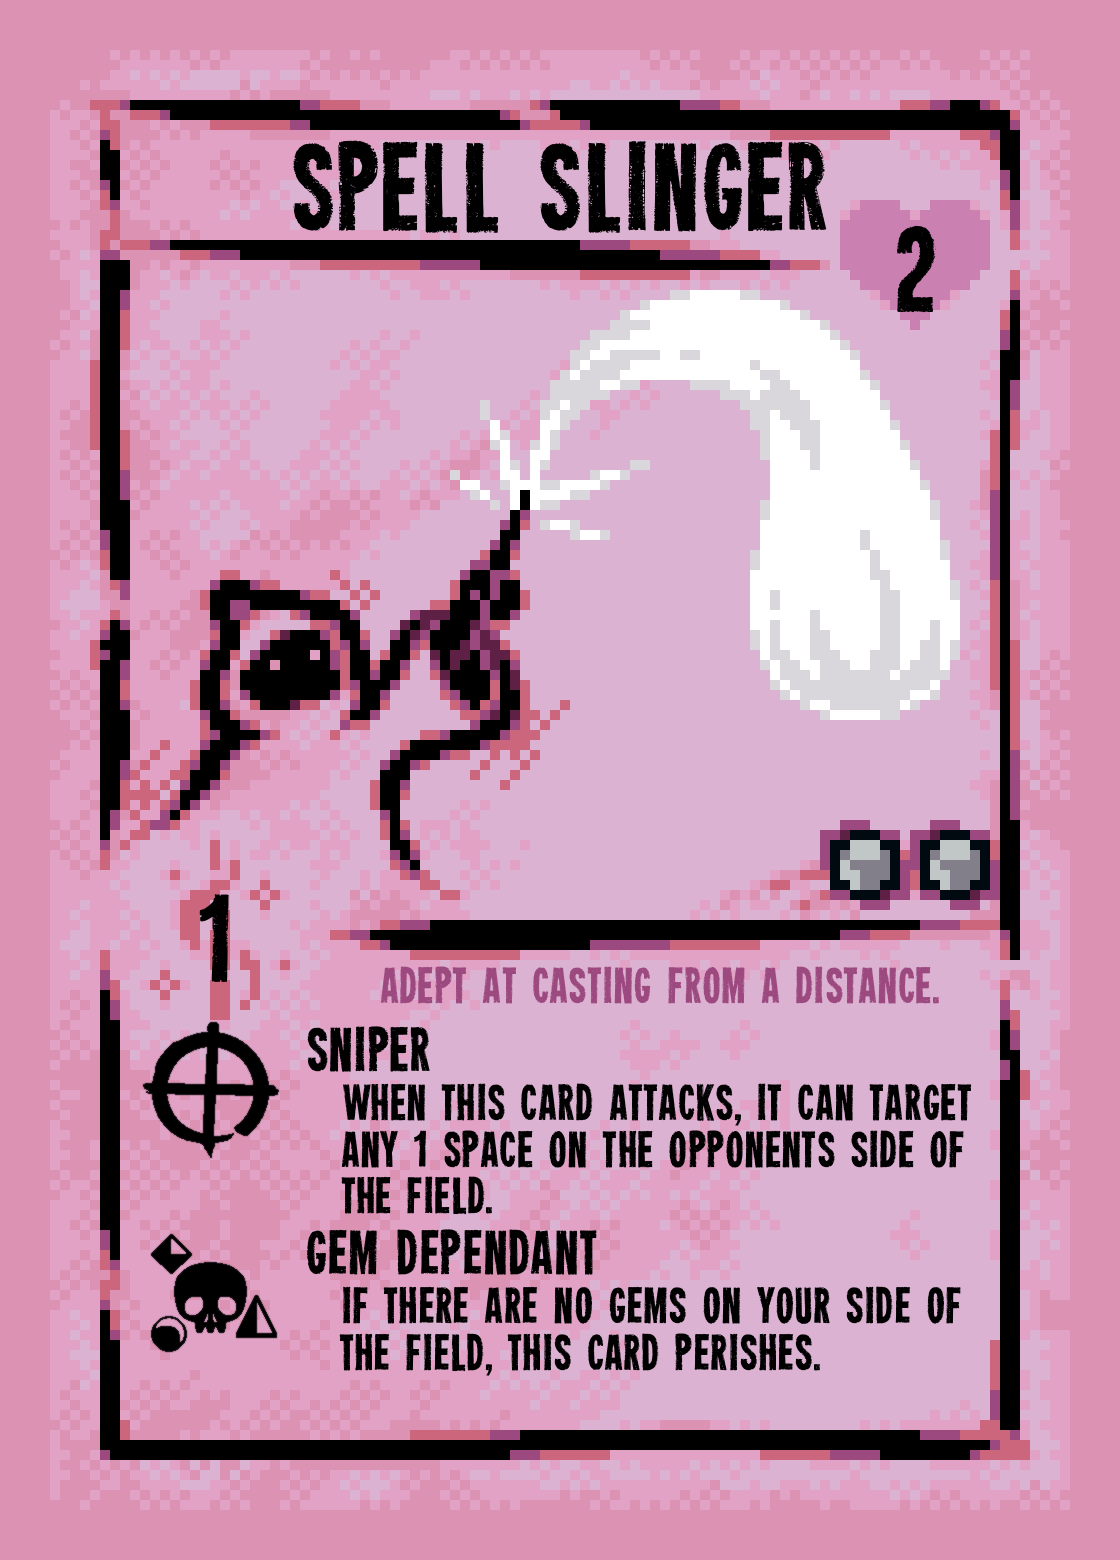 SPELL SLINGER
2
1
ADEPT AT CASTING FROM A DISTANCE.
SNIPER
WHEN THIS CARD ATTACKS, IT CAN TARGET
ANY 1 SPACE ON THE OPPONENTS SIDE OF
THE FIELD.
GEM DEPENDANT
IF THERE ARE NO GEMS ON YOUR SIDE OF
THE FIELD, THIS CARD PERISHES.